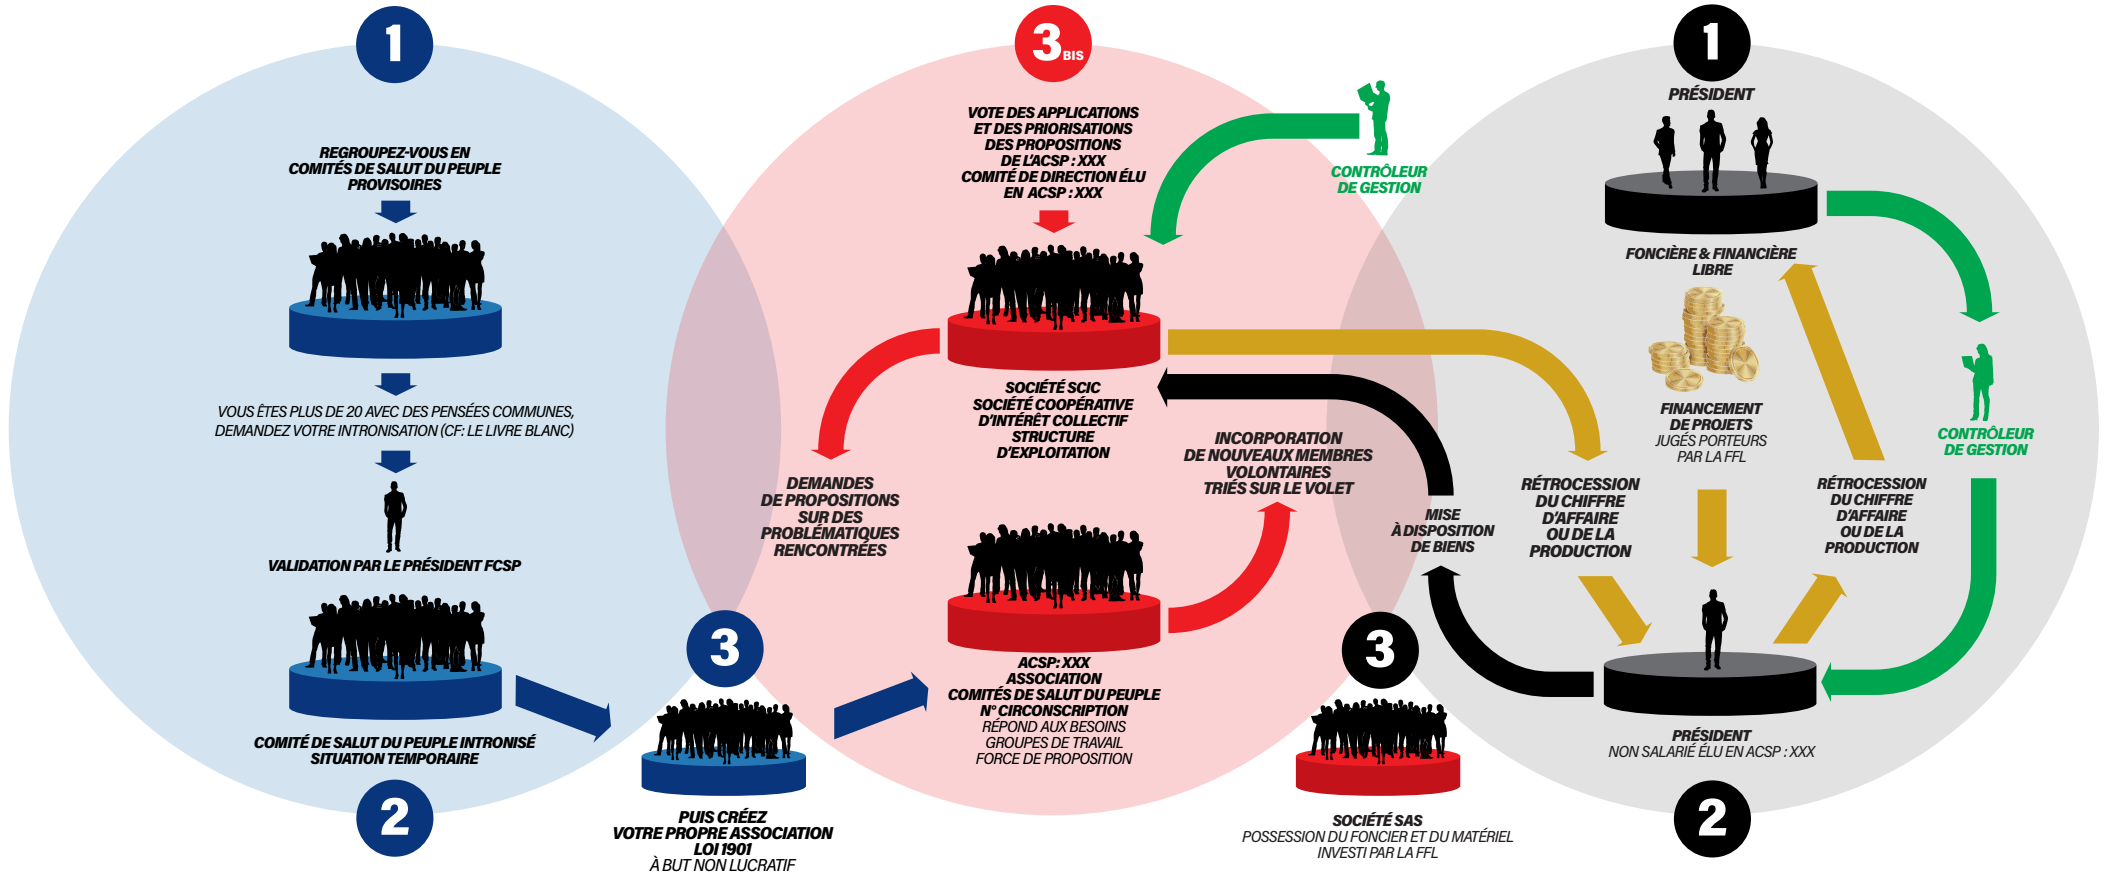 1
REGROUPEZ-VOUS EN
COMITÉS DE SALUT DU PEUPLE
PROVISOIRES
VOUS ÊTES PLUS DE 20 AVEC DES PENSÉES COMMUNES,
DEMANDEZ VOTRE INTRONISATION (CF: LE LIVRE BLANC)
VALIDATION PAR LE PRÉSIDENT FCSP
COMITÉ DE SALUT DU PEUPLE INTRONISÉ
SITUATION TEMPORAIRE
2
3
PUIS CRÉEZ
VOTRE PROPRE ASSOCIATION
LOI 1901
À BUT NON LUCRATIF
3 BIS
VOTE DES APPLICATIONS
ET DES PRIORISATIONS
DES PROPOSITIONS
DE L'ACSP : XXX
COMITÉ DE DIRECTION ÉLU
EN ACSP : XXX
CONTRÔLEUR
DE GESTION
SOCIÉTÉ SCIC
SOCIÉTÉ COOPÉRATIVE
D'INTÉRÊT COLLECTIF
STRUCTURE
D'EXPLOITATION
DEMANDES
DE PROPOSITIONS
SUR DES
PROBLÉMATIQUES
RENCONTRÉES
INCORPORATION
DE NOUVEAUX MEMBRES
VOLONTAIRES
TRIÉS SUR LE VOLET
ACSP: XXX
ASSOCIATION
COMITÉS DE SALUT DU PEUPLE
N° CIRCONSCRIPTION
RÉPOND AUX BESOINS
GROUPES DE TRAVAIL
FORCE DE PROPOSITION
MISE
À DISPOSITION
DE BIENS
3
SOCIÉTÉ SAS
POSSESSION DU FONCIER ET DU MATÉRIEL
INVESTI PAR LA FFL
1
PRÉSIDENT
FONCIÈRE & FINANCIÈRE
LIBRE
FINANCEMENT
DE PROJETS
JUGÉS PORTEURS
PAR LA FFL
CONTRÔLEUR
DE GESTION
RÉTROCESSION
DU CHIFFRE
D'AFFAIRE
OU DE LA
PRODUCTION
RÉTROCESSION
DU CHIFFRE
D'AFFAIRE
OU DE LA
PRODUCTION
PRÉSIDENT
NON SALARIÉ ÉLU EN ACSP : XXX
2